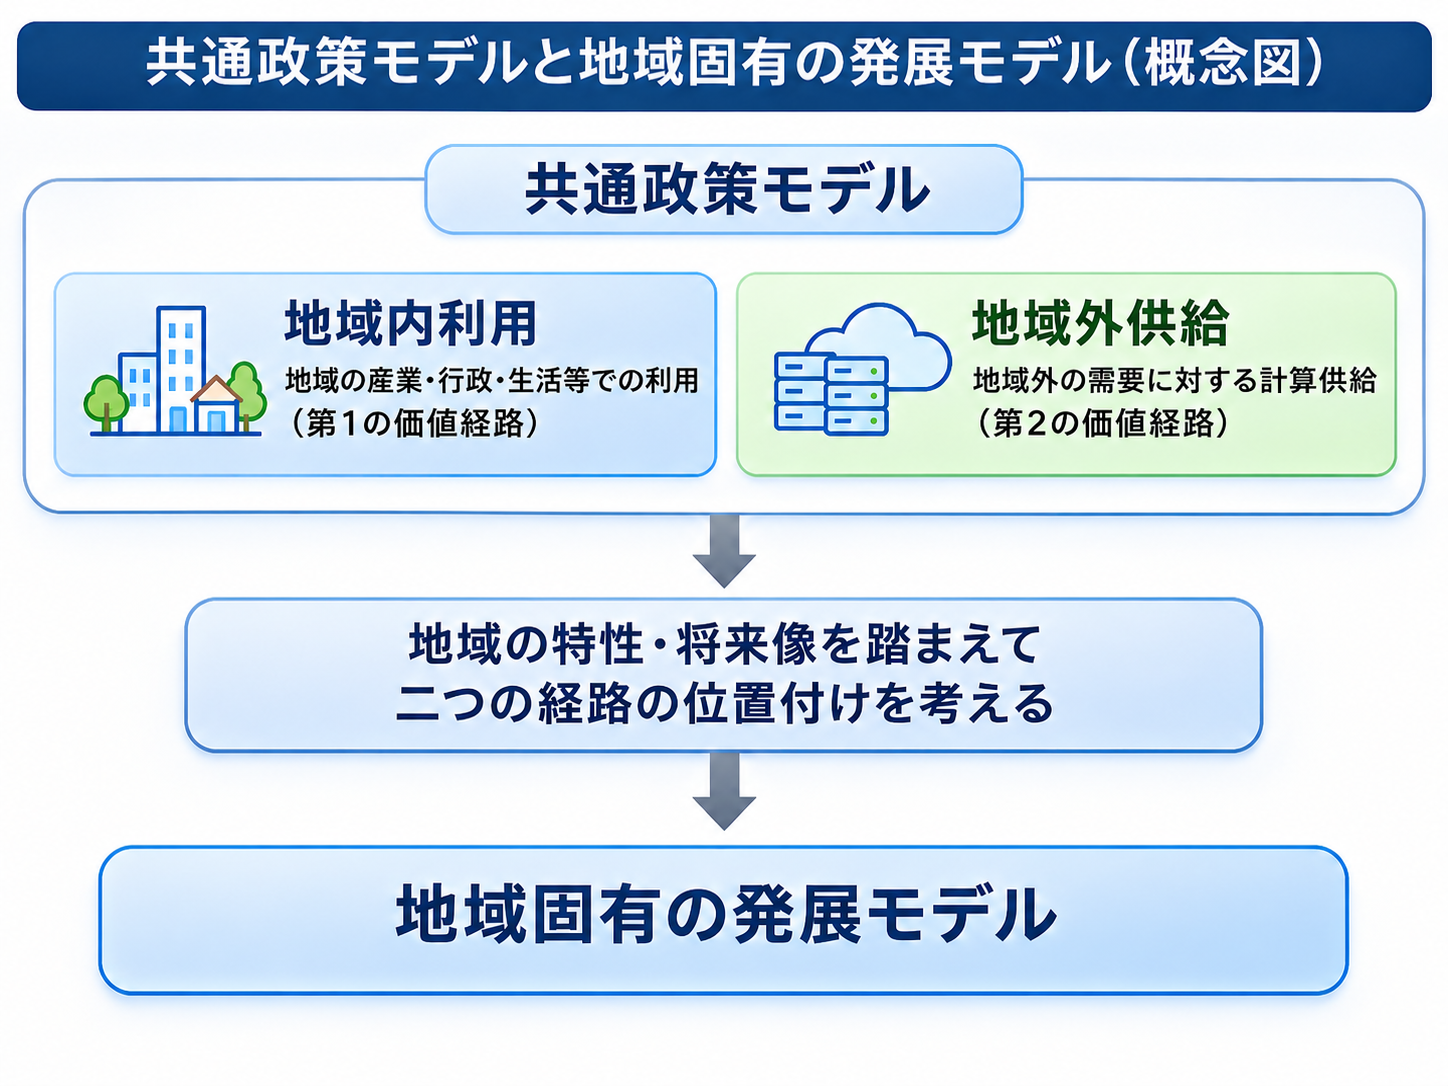 共通政策モデルと地域固有の発展モデル（概念図）
共通政策モデル
地域内利用
地域の産業・行政・生活等での利用
（第1の価値経路）
地域外供給
地域外の需要に対する計算供給
（第2の価値経路）
地域の特性・将来像を踏まえて
二つの経路の位置付けを考える
地域固有の発展モデル